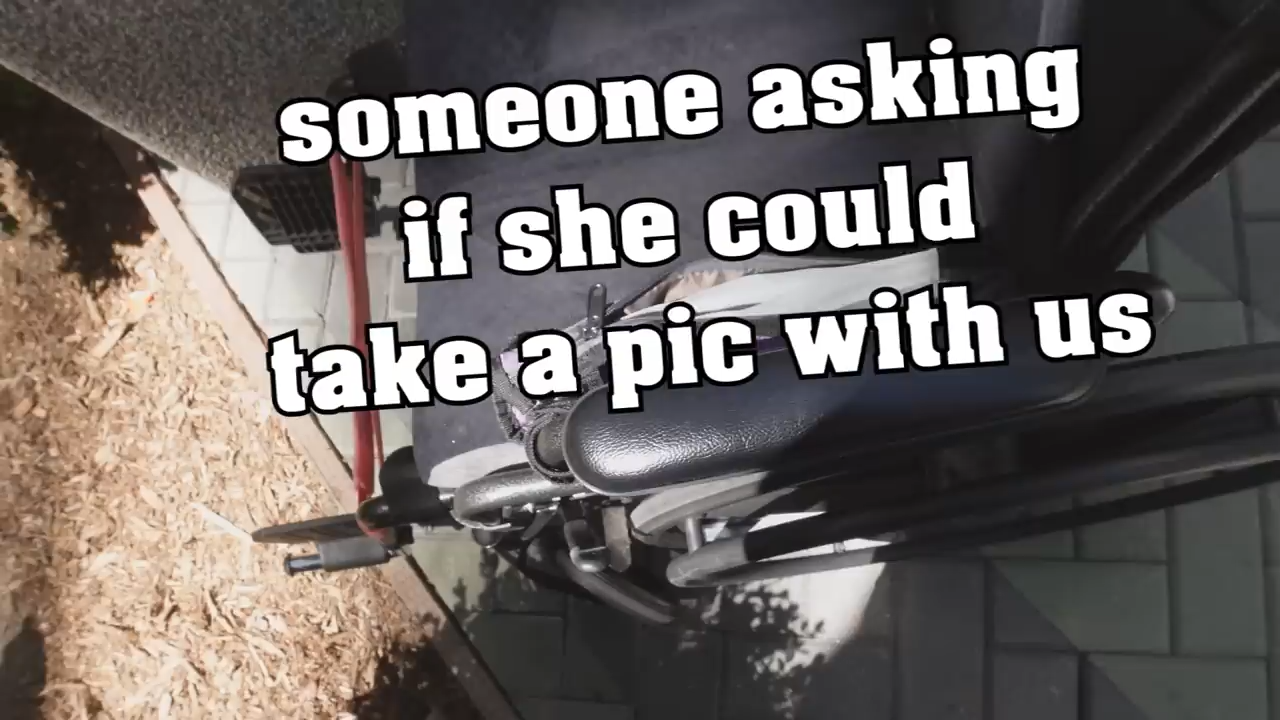 someone asking
if she could
take a pic with us